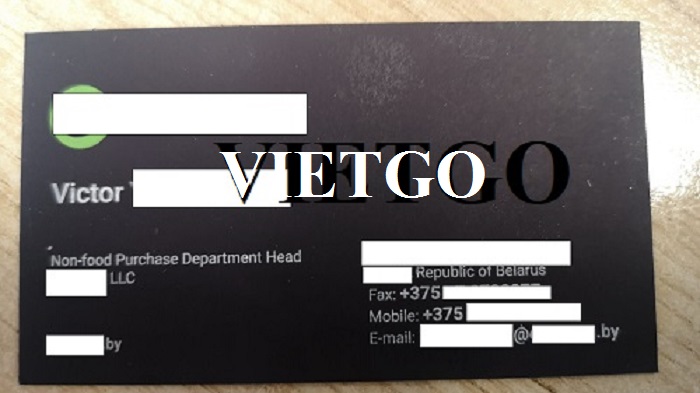 Victor
VIETGO
Non-food Purchase Department Head
LLC
by
Republic of Belarus
Fax: +375
Mobile: +375
E-mail: @ .by